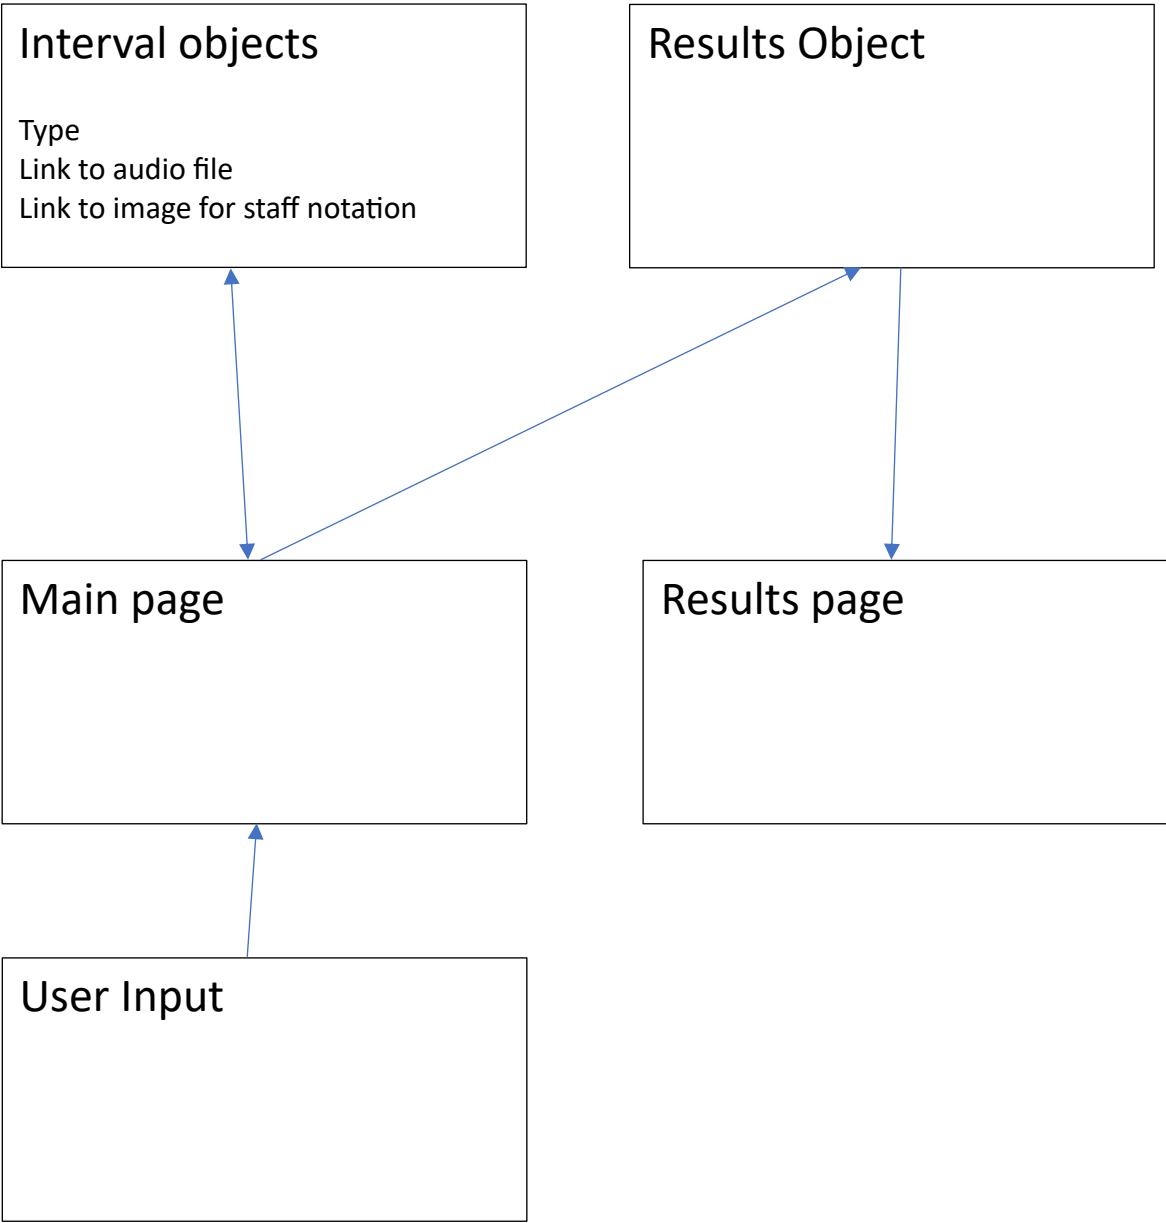 Interval objects
Type
Link to audio file
Link to image for staff notation
Results Object
Main page
Results page
User Input